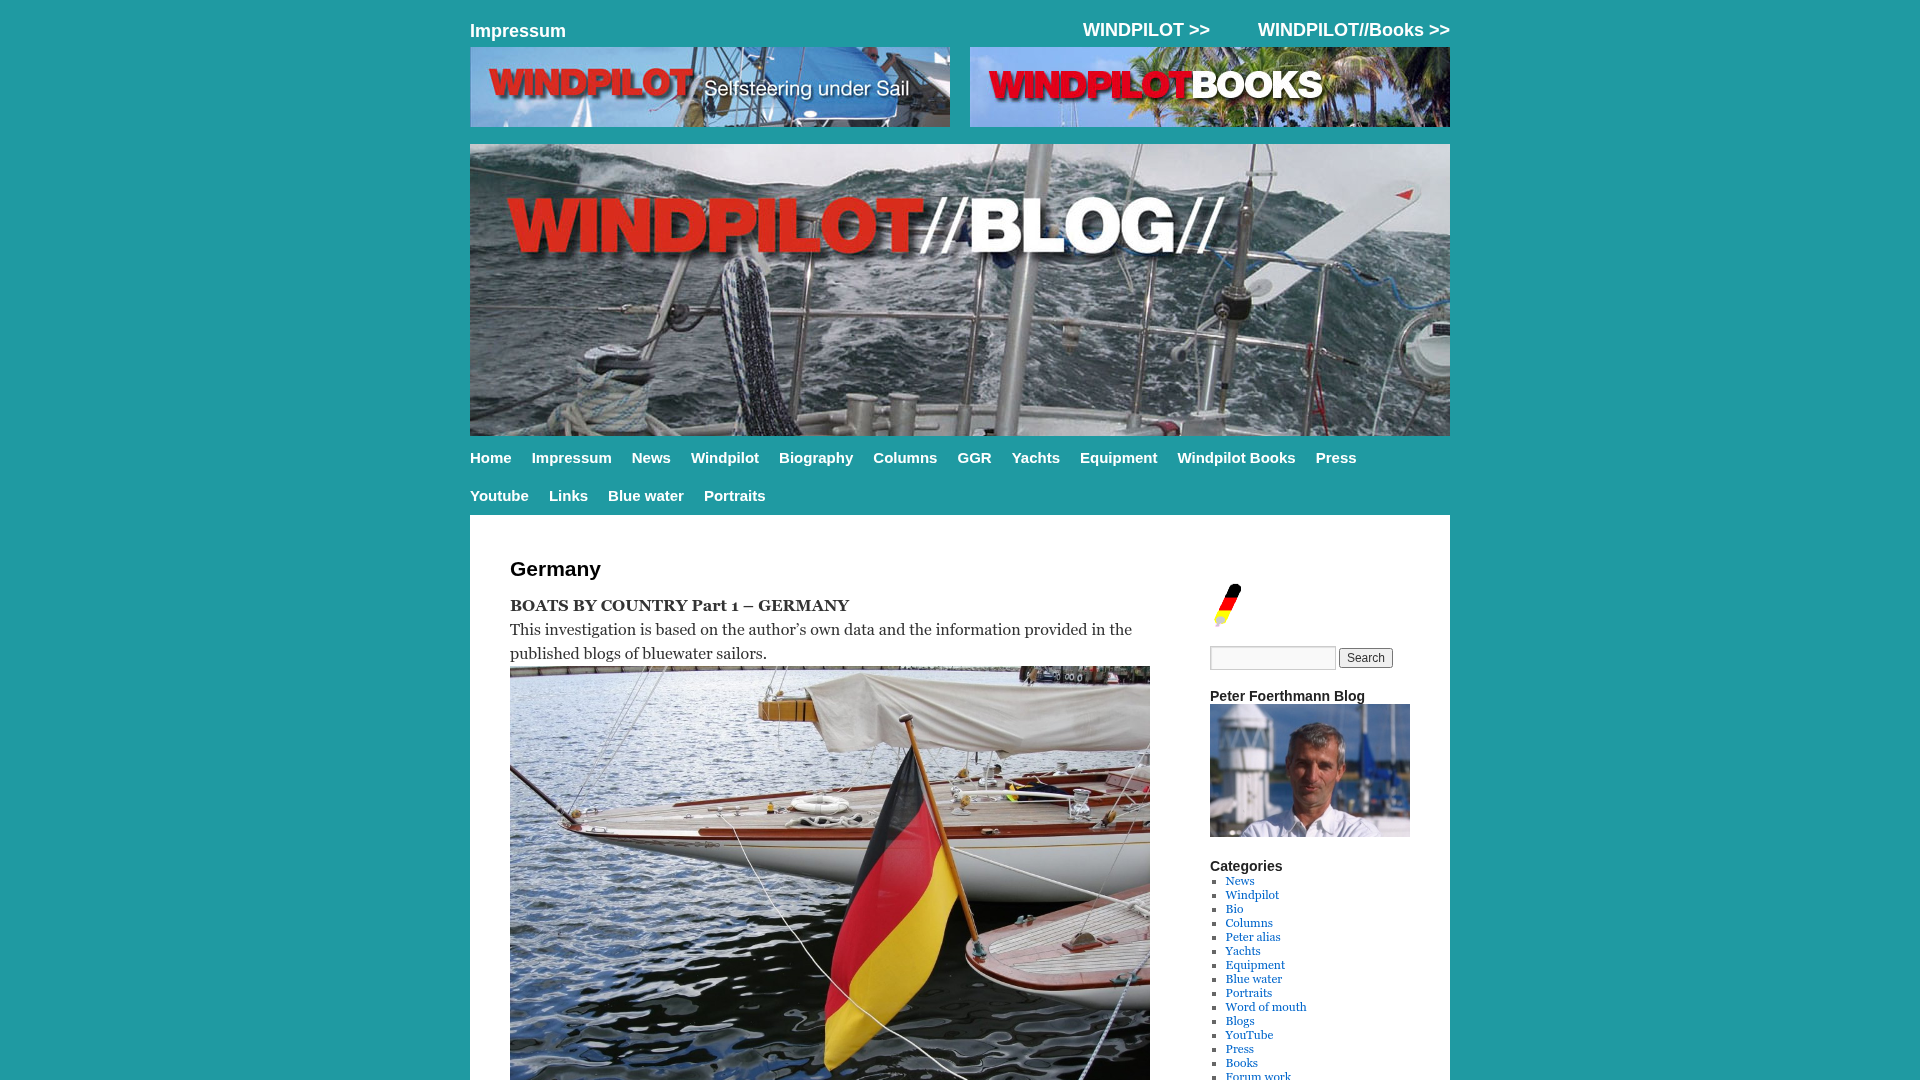 Impressum
WINDPILOT >>
WINDPILOT//Books >>
WINDPILOT Selfsteering under Sail
WINDPILOTBOOKS
WINDPILOT//BLOG//
Home Impressum News Windpilot Biography Columns GGR Yachts Equipment Windpilot Books Press
Youtube Links Blue water Portraits
Germany
BOATS BY COUNTRY Part 1 – GERMANY
This investigation is based on the author’s own data and the information provided in the
published blogs of bluewater sailors.
Search
Peter Foerthmann Blog
Categories
News
Windpilot
Bio
Columns
Peter alias
Yachts
Equipment
Blue water
Portraits
Word of mouth
Blogs
YouTube
Press
Books
Forum work